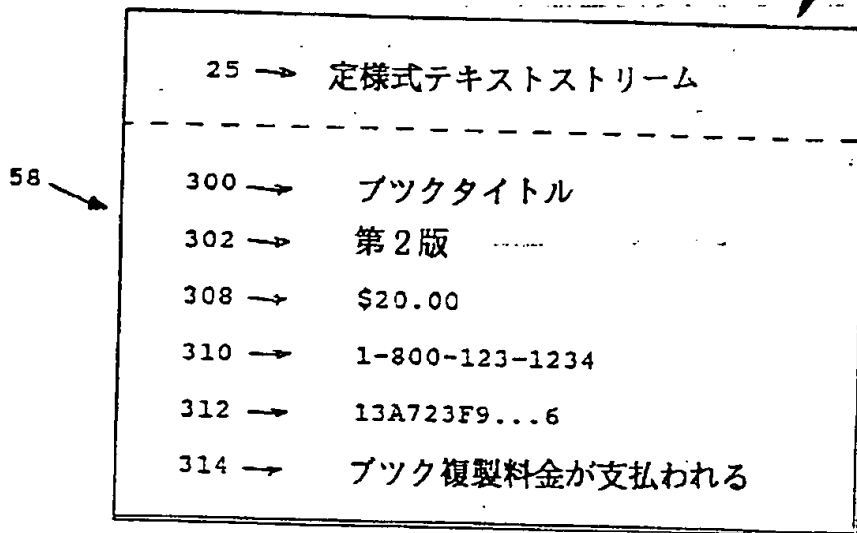 25 → 定様式テキストストリーム
58
300 → ブツクタイトル
302 → 第2版
308 → $20.00
310 → 1-800-123-1234
312 → 13A723F9...6
314 → ブツク複製料金が支払われる